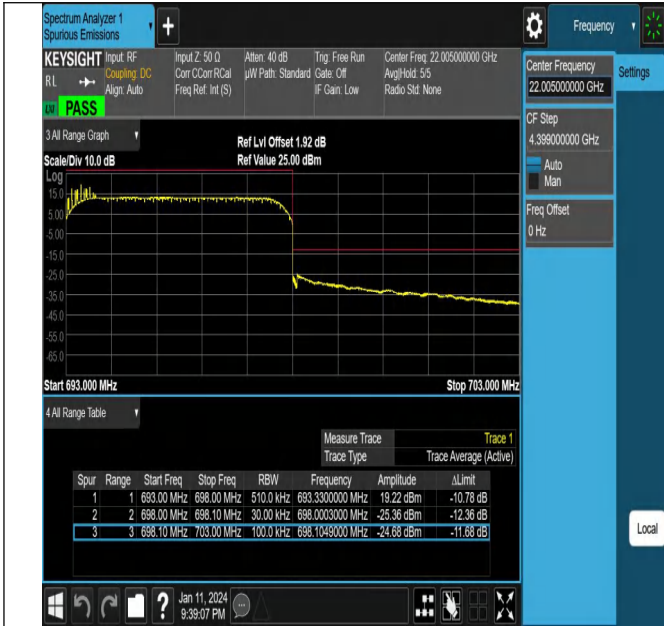 Spectrum Analyzer 1
Spurious Emissions
Frequency
KEYSIGHT Input: RF
RL
Coupling: DC
Align: Auto
Input Z: 50 Ω
Corr CCorr RCal
Freq Ref: Int (S)
Atten: 40 dB
µW Path: Standard
Trig: Free Run
Gate: Off
IF Gain: Low
Center Freq: 22.005000000 GHz
Avg|Hold: 5/5
Radio Std: None
PASS
Center Frequency
22.005000000 GHz
Settings
CF Step
4.399000000 GHz
Auto
Man
Freq Offset
0 Hz
3 All Range Graph
Ref Lvl Offset 1.92 dB
Scale/Div 10.0 dB
Ref Value 25.00 dBm
Log
15.0
5.00
-5.00
-15.0
-25.0
-35.0
-45.0
-55.0
-65.0
Start 693.000 MHz
Stop 703.000 MHz
4 All Range Table
Measure Trace Trace 1
Trace Type Trace Average (Active)
Spur Range Start Freq Stop Freq RBW Frequency Amplitude ΔLimit
1 1 693.00 MHz 698.00 MHz 510.0 kHz 693.3300000 MHz 19.22 dBm -10.78 dB
2 2 698.00 MHz 698.10 MHz 30.00 kHz 698.0003000 MHz -25.36 dBm -12.36 dB
3 3 698.10 MHz 703.00 MHz 100.0 kHz 698.1049000 MHz -24.68 dBm -11.68 dB
Local
?
Jan 11, 2024
9:39:07 PM